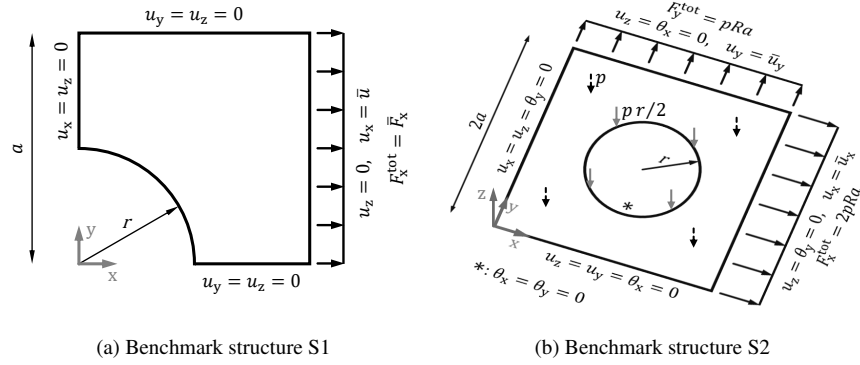 u_y = u_z = 0
u_x = u_z = 0
a
r
y
x
u_y = u_z = 0
u_z = 0, u_x = ū
F_x^tot = F̄_x
(a) Benchmark structure S1
F_y^tot = pRa
u_z = θ_x = 0, u_y = ū_y
2a
u_x = u_z = θ_y = 0
p
p r/2
r
*
z
y
x
u_z = u_y = θ_x = 0
*: θ_x = θ_y = 0
u_z = θ_y = 0, u_x = ū_x
F_x^tot = 2pRa
(b) Benchmark structure S2